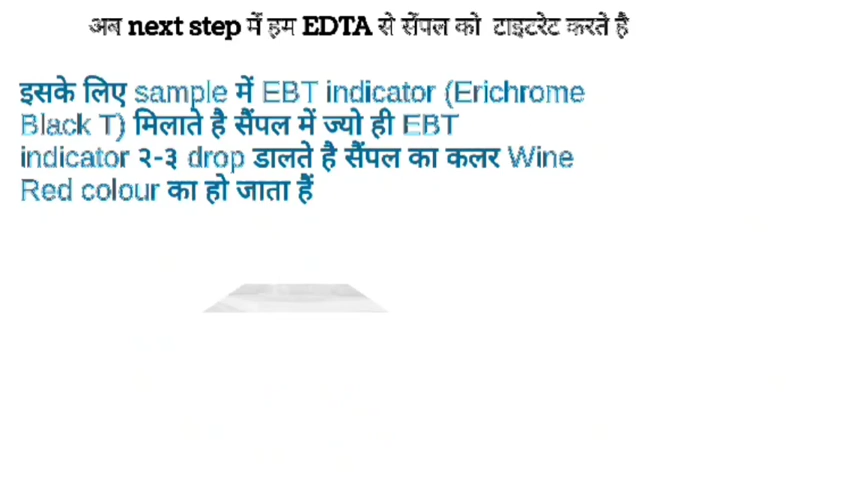 अब next step में हम EDTA से सेंपल को टाइटरेट करते है
इसके लिए sample में EBT indicator (Erichrome
Black T) मिलाते है सैंपल में ज्यो ही EBT
indicator २-३ drop डालते है सैंपल का कलर Wine
Red colour का हो जाता हैं